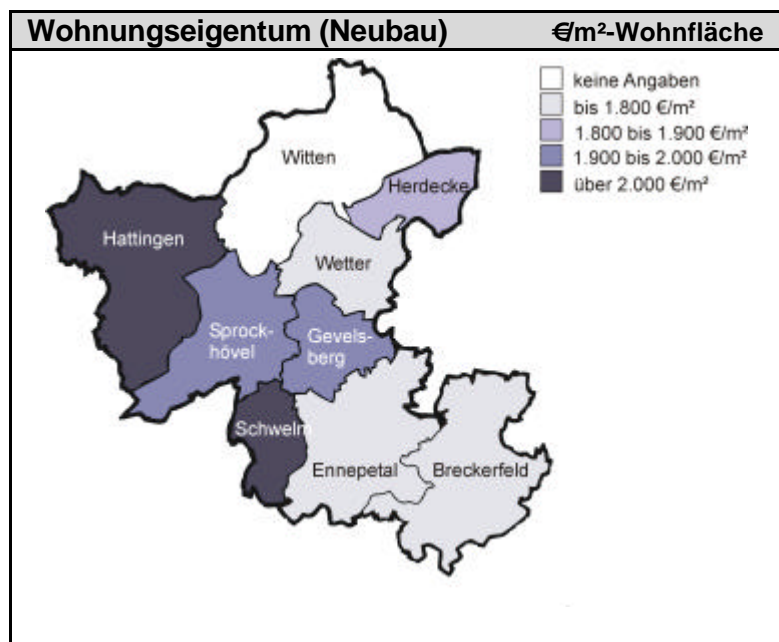 Wohnungseigentum (Neubau) €/m²-Wohnfläche
keine Angaben
bis 1.800 €/m²
1.800 bis 1.900 €/m²
1.900 bis 2.000 €/m²
über 2.000 €/m²
Witten
Herdecke
Hattingen
Wetter
Sprock-
hövel
Gevels-
berg
Schwelm
Ennepetal
Breckerfeld